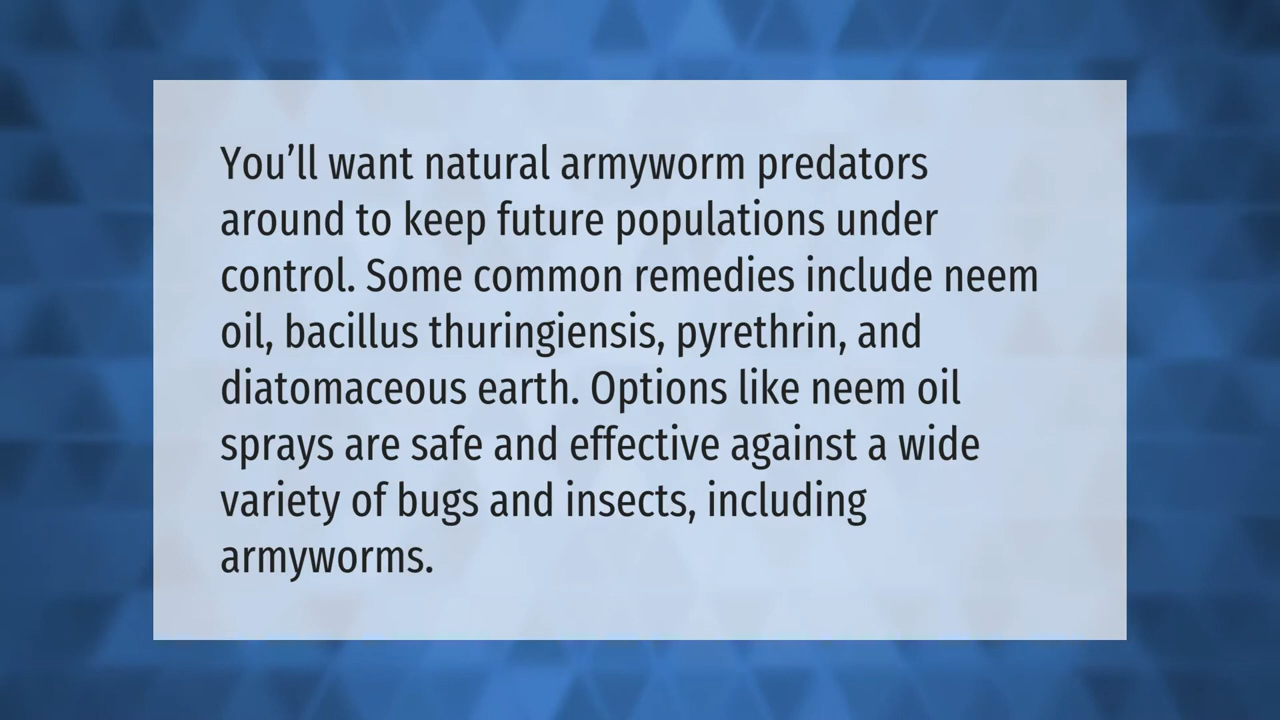 You’ll want natural armyworm predators
around to keep future populations under
control. Some common remedies include neem
oil, bacillus thuringiensis, pyrethrin, and
diatomaceous earth. Options like neem oil
sprays are safe and effective against a wide
variety of bugs and insects, including
armyworms.